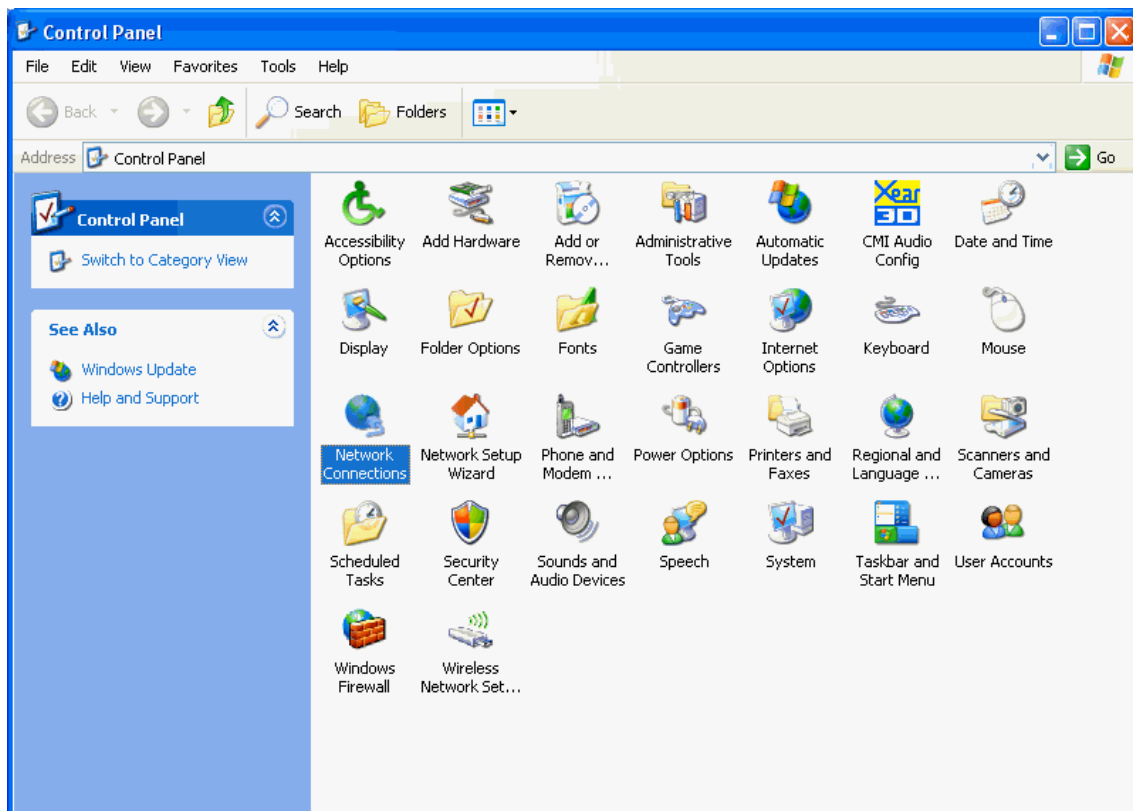 Control Panel
File Edit View Favorites Tools Help
Back Search Folders
Address Control Panel Go
Control Panel
Switch to Category View
See Also
Windows Update
Help and Support
Accessibility Options
Add Hardware
Add or Remov...
Administrative Tools
Automatic Updates
Xear 3D
CMI Audio Config
Date and Time
Display
Folder Options
Fonts
Game Controllers
Internet Options
Keyboard
Mouse
Network Connections
Network Setup Wizard
Phone and Modem ...
Power Options
Printers and Faxes
Regional and Language ...
Scanners and Cameras
Scheduled Tasks
Security Center
Sounds and Audio Devices
Speech
System
Taskbar and Start Menu
User Accounts
Windows Firewall
Wireless Network Set...